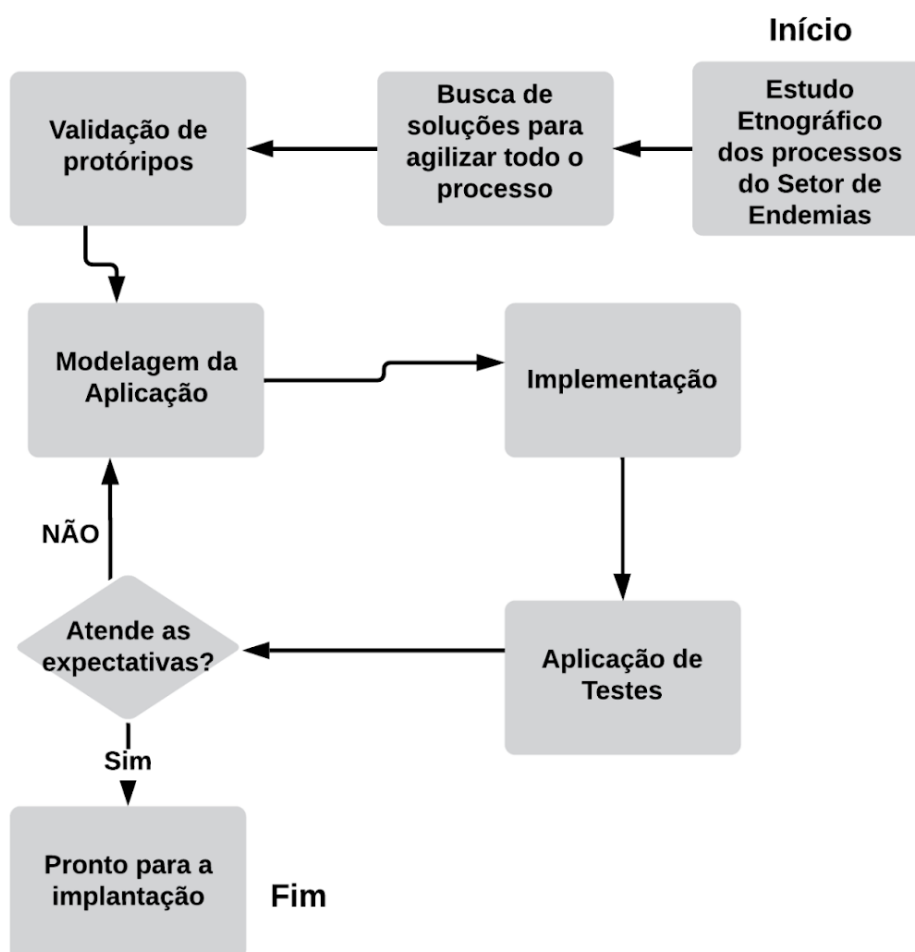 Início
Estudo
Etnográfico
dos processos
do Setor de
Endemias
Busca de
soluções para
agilizar todo o
processo
Validação de
protóripos
Modelagem da
Aplicação
Implementação
Aplicação de
Testes
Atende as
expectativas?
NÃO
Sim
Pronto para a
implantação
Fim